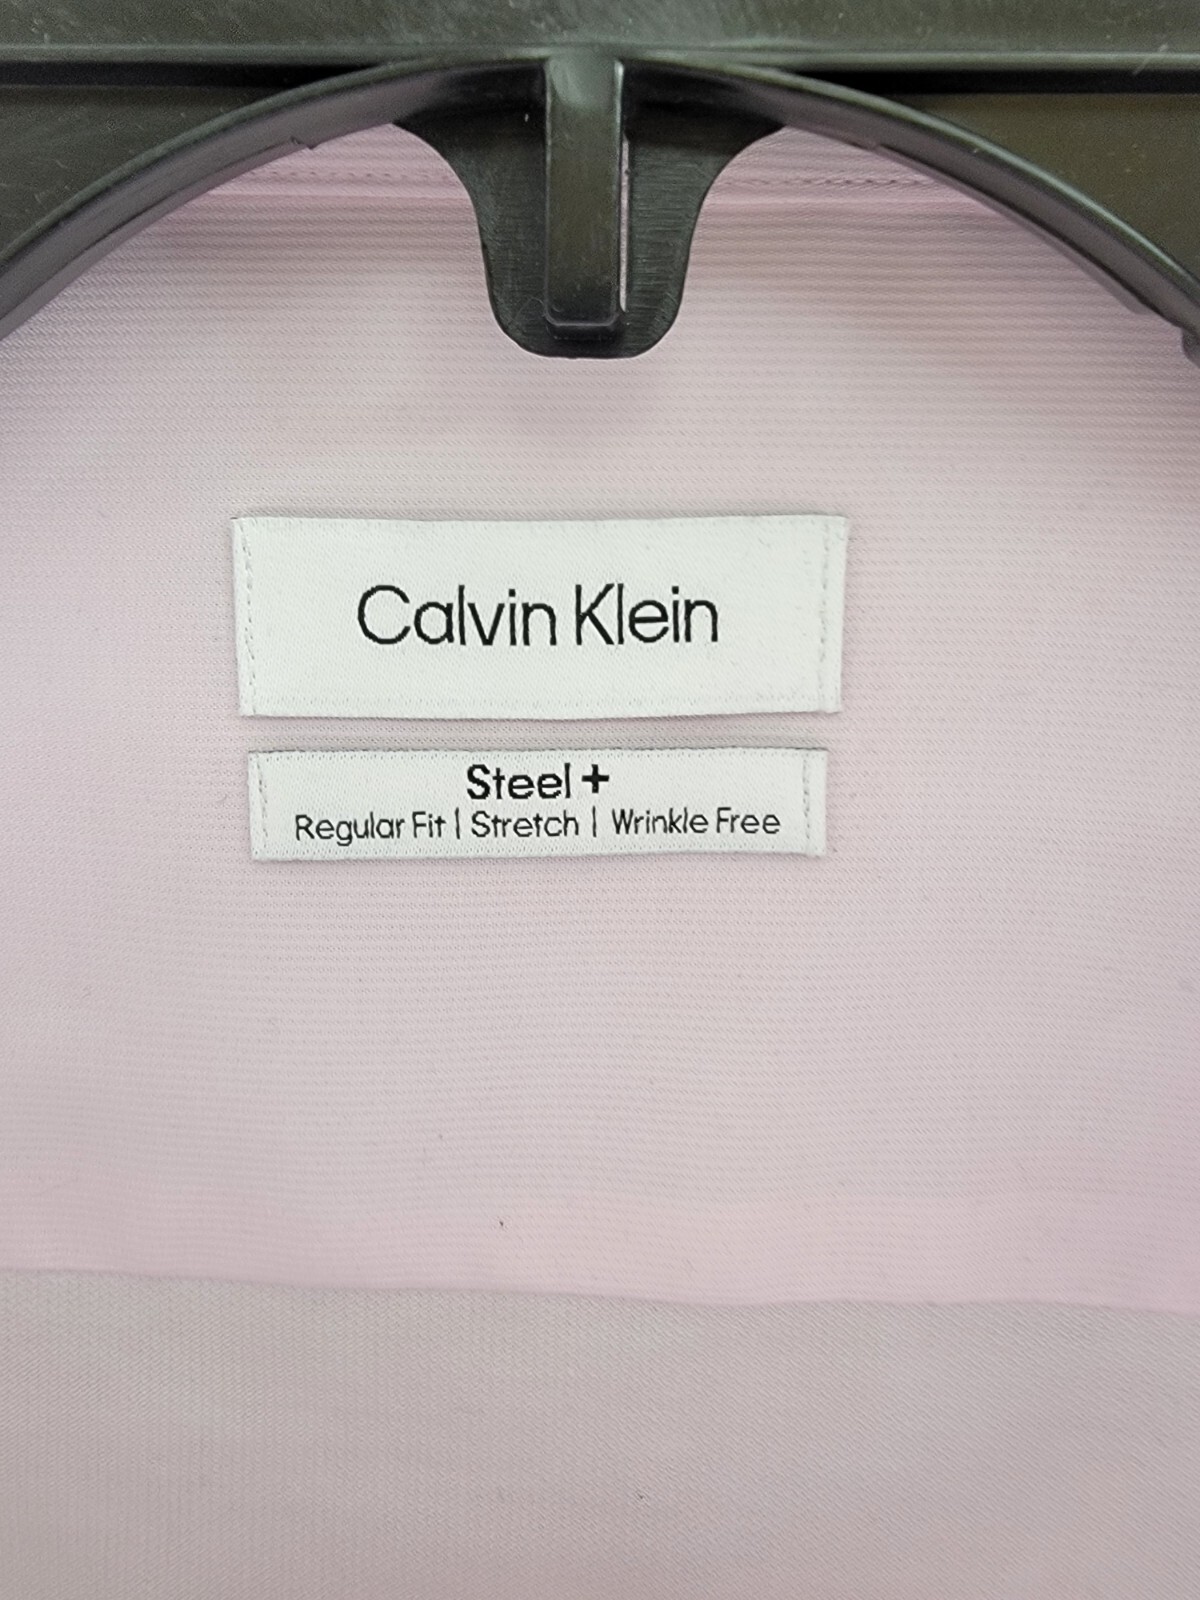 Calvin Klein
Steel +
Regular Fit | Stretch | Wrinkle Free